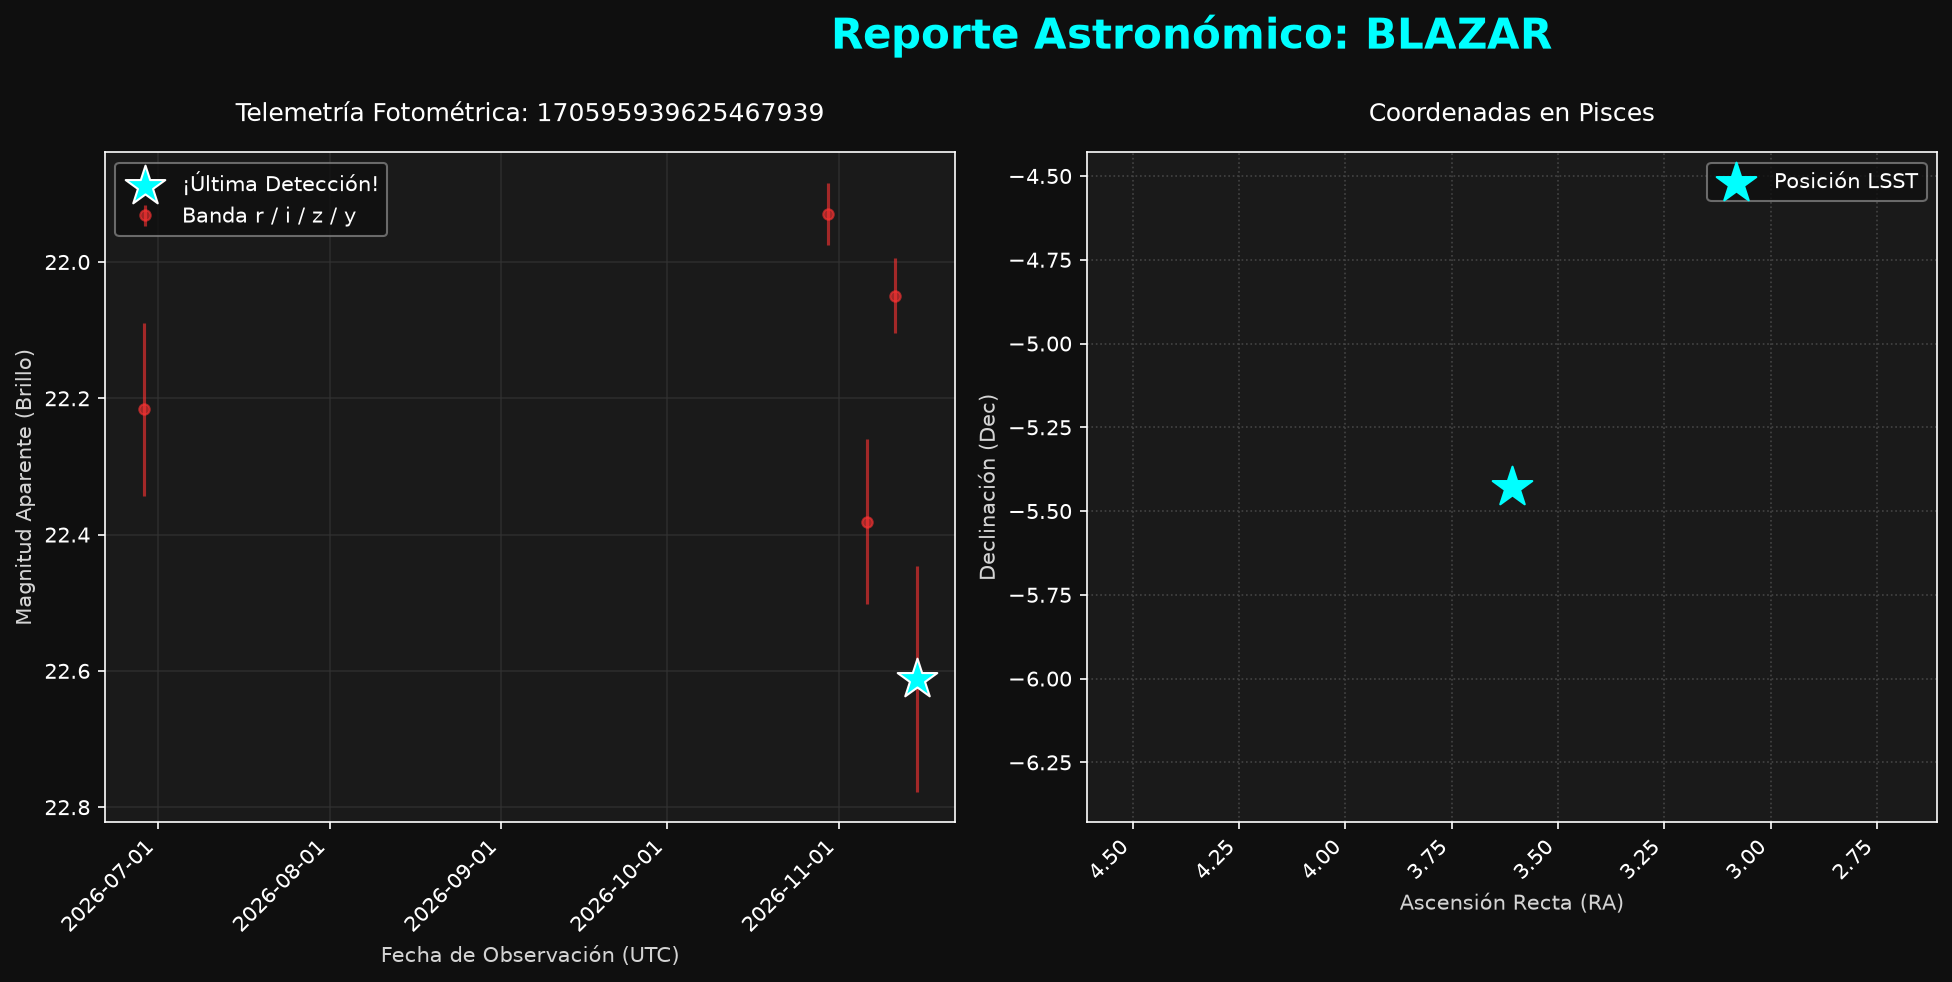 Reporte Astronómico: BLAZAR
Telemetría Fotométrica: 170595939625467939
¡Última Detección!
Banda r / i / z / y
Magnitud Aparente (Brillo)
22.0
22.2
22.4
22.6
22.8
2026-07-01
2026-08-01
2026-09-01
2026-10-01
2026-11-01
Fecha de Observación (UTC)
Coordenadas en Pisces
Posición LSST
Declinación (Dec)
−4.50
−4.75
−5.00
−5.25
−5.50
−5.75
−6.00
−6.25
4.50
4.25
4.00
3.75
3.50
3.25
3.00
2.75
Ascensión Recta (RA)